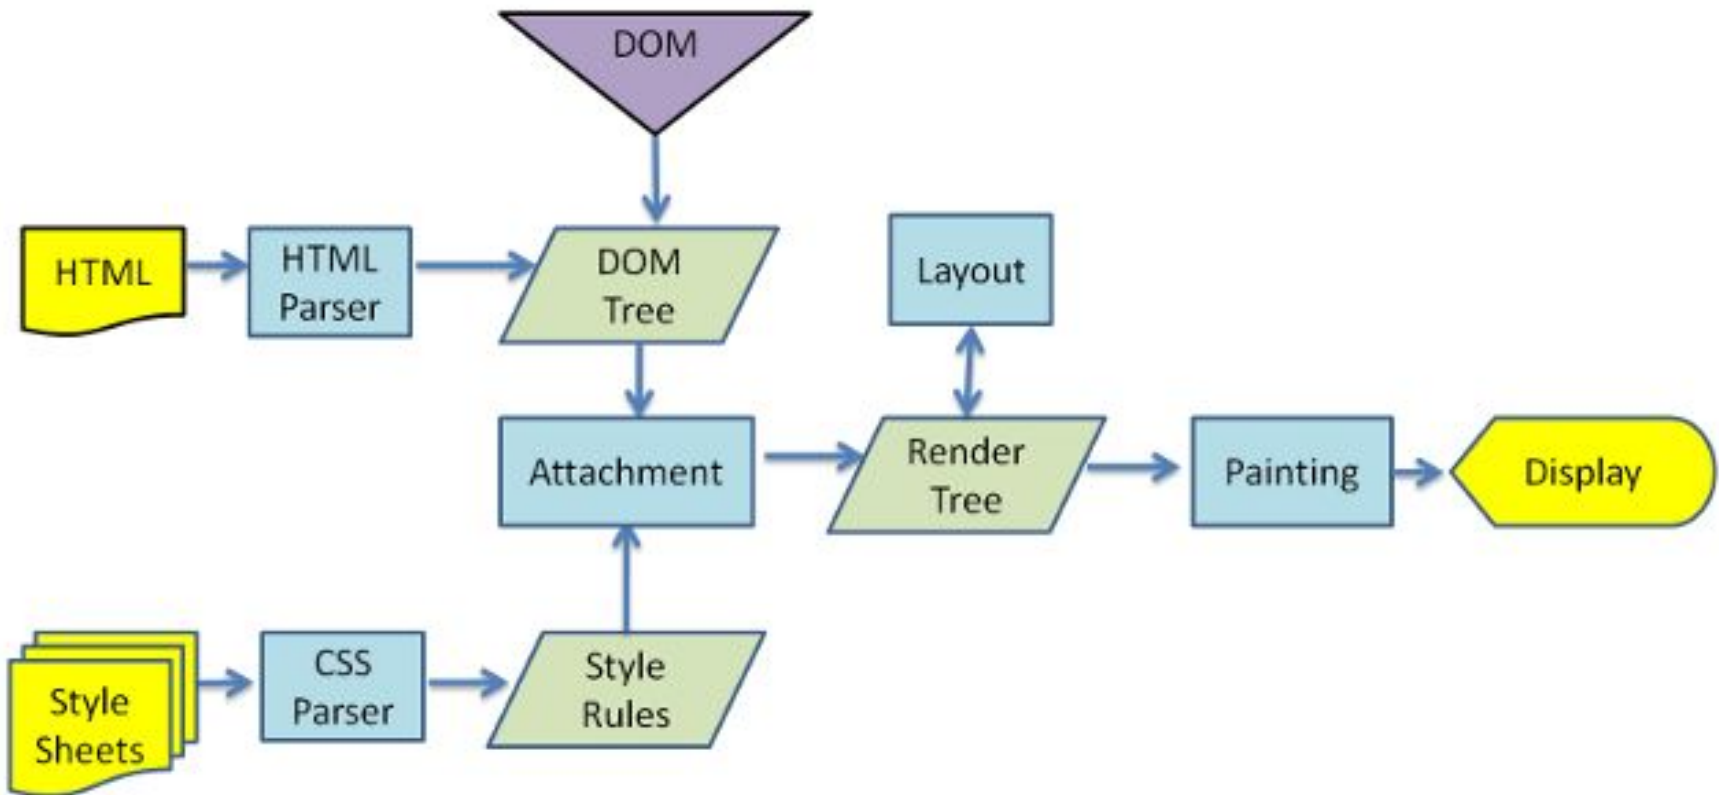 DOM
HTML
HTML
Parser
DOM
Tree
Layout
Attachment
Render
Tree
Painting
Display
Style
Sheets
CSS
Parser
Style
Rules